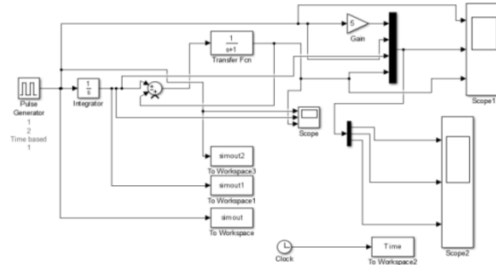 5
Gain
1
s+1
Transfer Fcn
Scope1
Pulse
Generator
1
2
Time based
1
1
s
Integrator
Scope
simout2
To Workspace3
simout1
To Workspace1
simout
To Workspace
Clock
Time
To Workspace2
Scope2